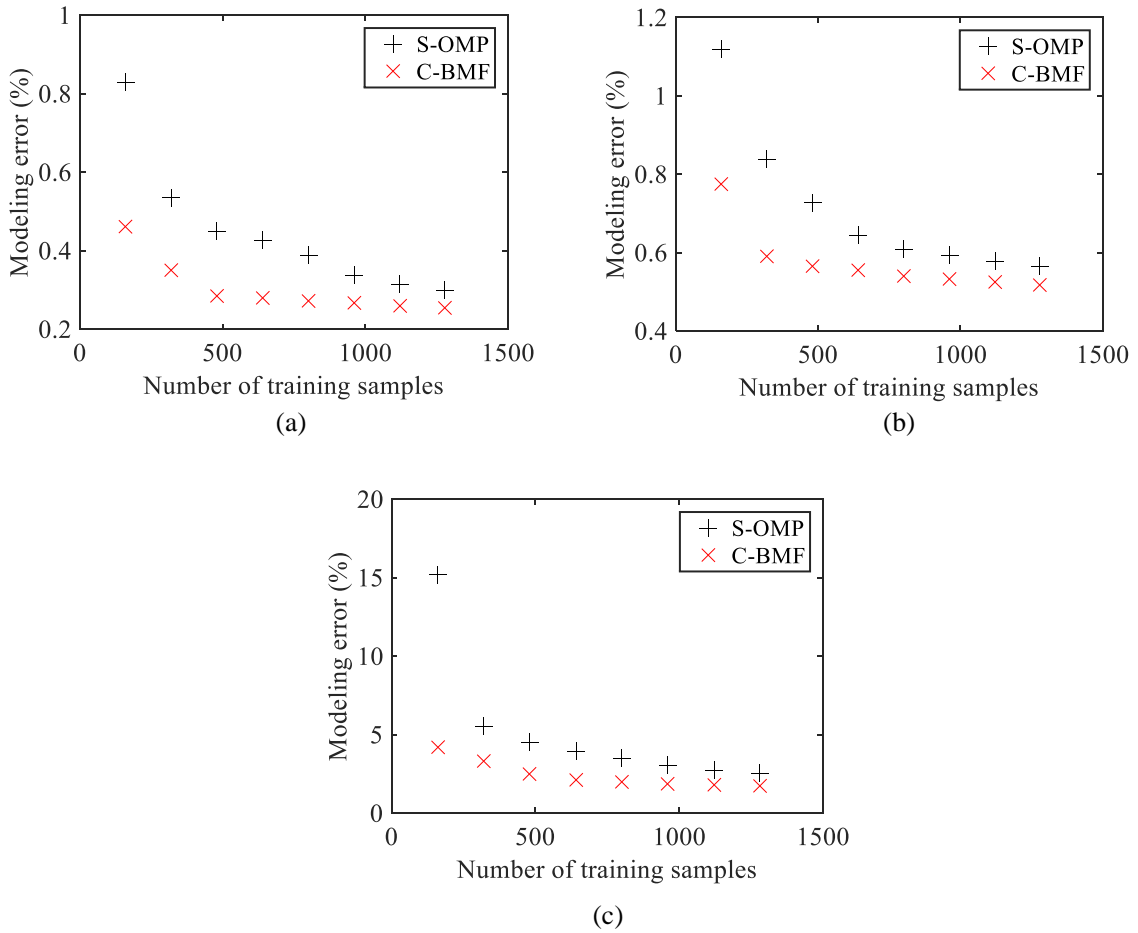 1
0.8
0.6
0.4
0.2
Modeling error (%)
S-OMP
C-BMF
0
500
1000
1500
Number of training samples
(a)
1.2
1
0.8
0.6
0.4
Modeling error (%)
S-OMP
C-BMF
0
500
1000
1500
Number of training samples
(b)
20
15
10
5
0
Modeling error (%)
S-OMP
C-BMF
0
500
1000
1500
Number of training samples
(c)